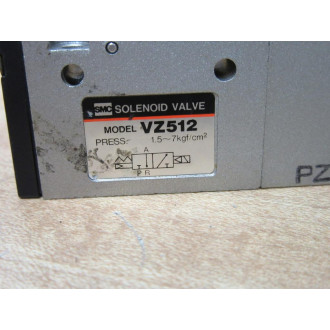 SMC SOLENOID VALVE
MODEL VZ512
PRESS: 1.5~7kgf/cm²
A
P R
PZ